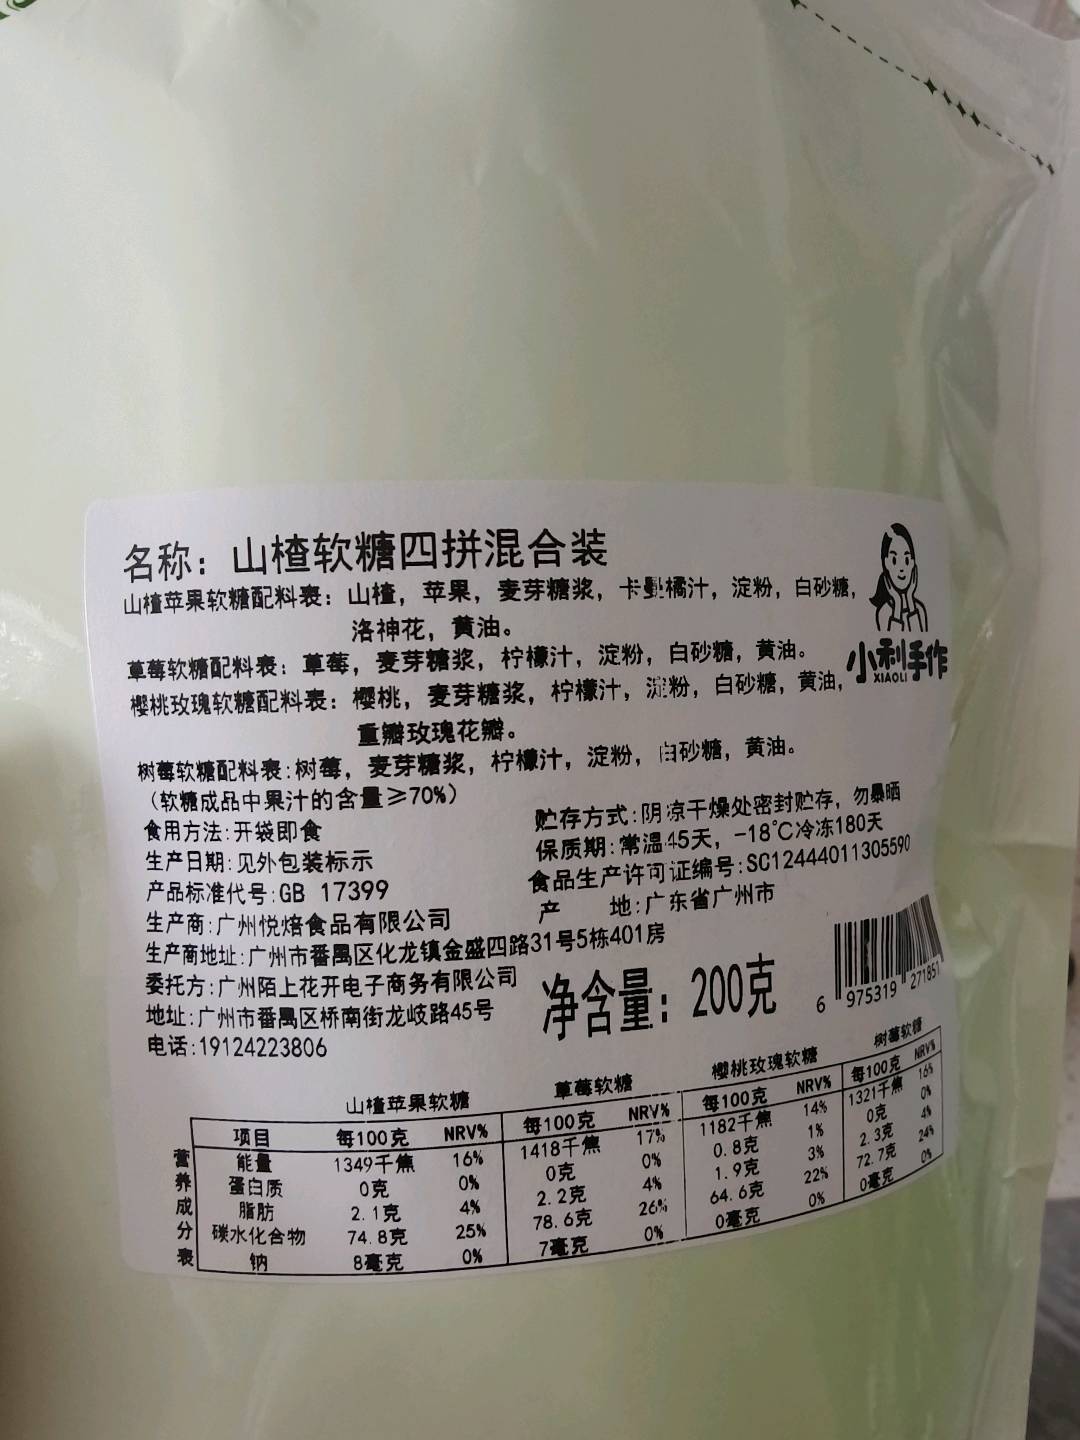 名称：山楂软糖四拼混合装
山楂苹果软糖配料表：山楂，苹果，麦芽糖浆，卡曼橘汁，淀粉，白砂糖，
洛神花，黄油。
草莓软糖配料表：草莓，麦芽糖浆，柠檬汁，淀粉，白砂糖，黄油。
樱桃玫瑰软糖配料表：樱桃，麦芽糖浆，柠檬汁，淀粉，白砂糖，黄油，
重瓣玫瑰花瓣。
树莓软糖配料表：树莓，麦芽糖浆，柠檬汁，淀粉，白砂糖，黄油。
（软糖成品中果汁的含量≥70%）
小利手作
XIAOLI
食用方法：开袋即食
生产日期：见外包装标示
产品标准代号：GB 17399
贮存方式：阴凉干燥处密封贮存，勿暴晒
保质期：常温45天，-18℃冷冻180天
食品生产许可证编号：SC12444011305590
产 地：广东省广州市
生产商：广州悦焙食品有限公司
生产商地址：广州市番禺区化龙镇金盛四路31号5栋401房
委托方：广州陌上花开电子商务有限公司
地址：广州市番禺区桥南街龙岐路45号
电话：19124223806
净含量：200克
6 975319 271851
营养成分表
山楂苹果软糖 草莓软糖 樱桃玫瑰软糖 树莓软糖
项目 每100克 NRV% 每100克 NRV% 每100克 NRV% 每100克 NRV%
能量 1349千焦 16% 1418千焦 17% 1182千焦 14% 1321千焦 16%
蛋白质 0克 0% 0克 0% 0.8克 1% 0克 0%
脂肪 2.1克 4% 2.2克 4% 1.9克 3% 2.3克 4%
碳水化合物 74.8克 25% 78.6克 26% 64.6克 22% 72.7克 24%
钠 8毫克 0% 7毫克 0% 0毫克 0% 0毫克 0%